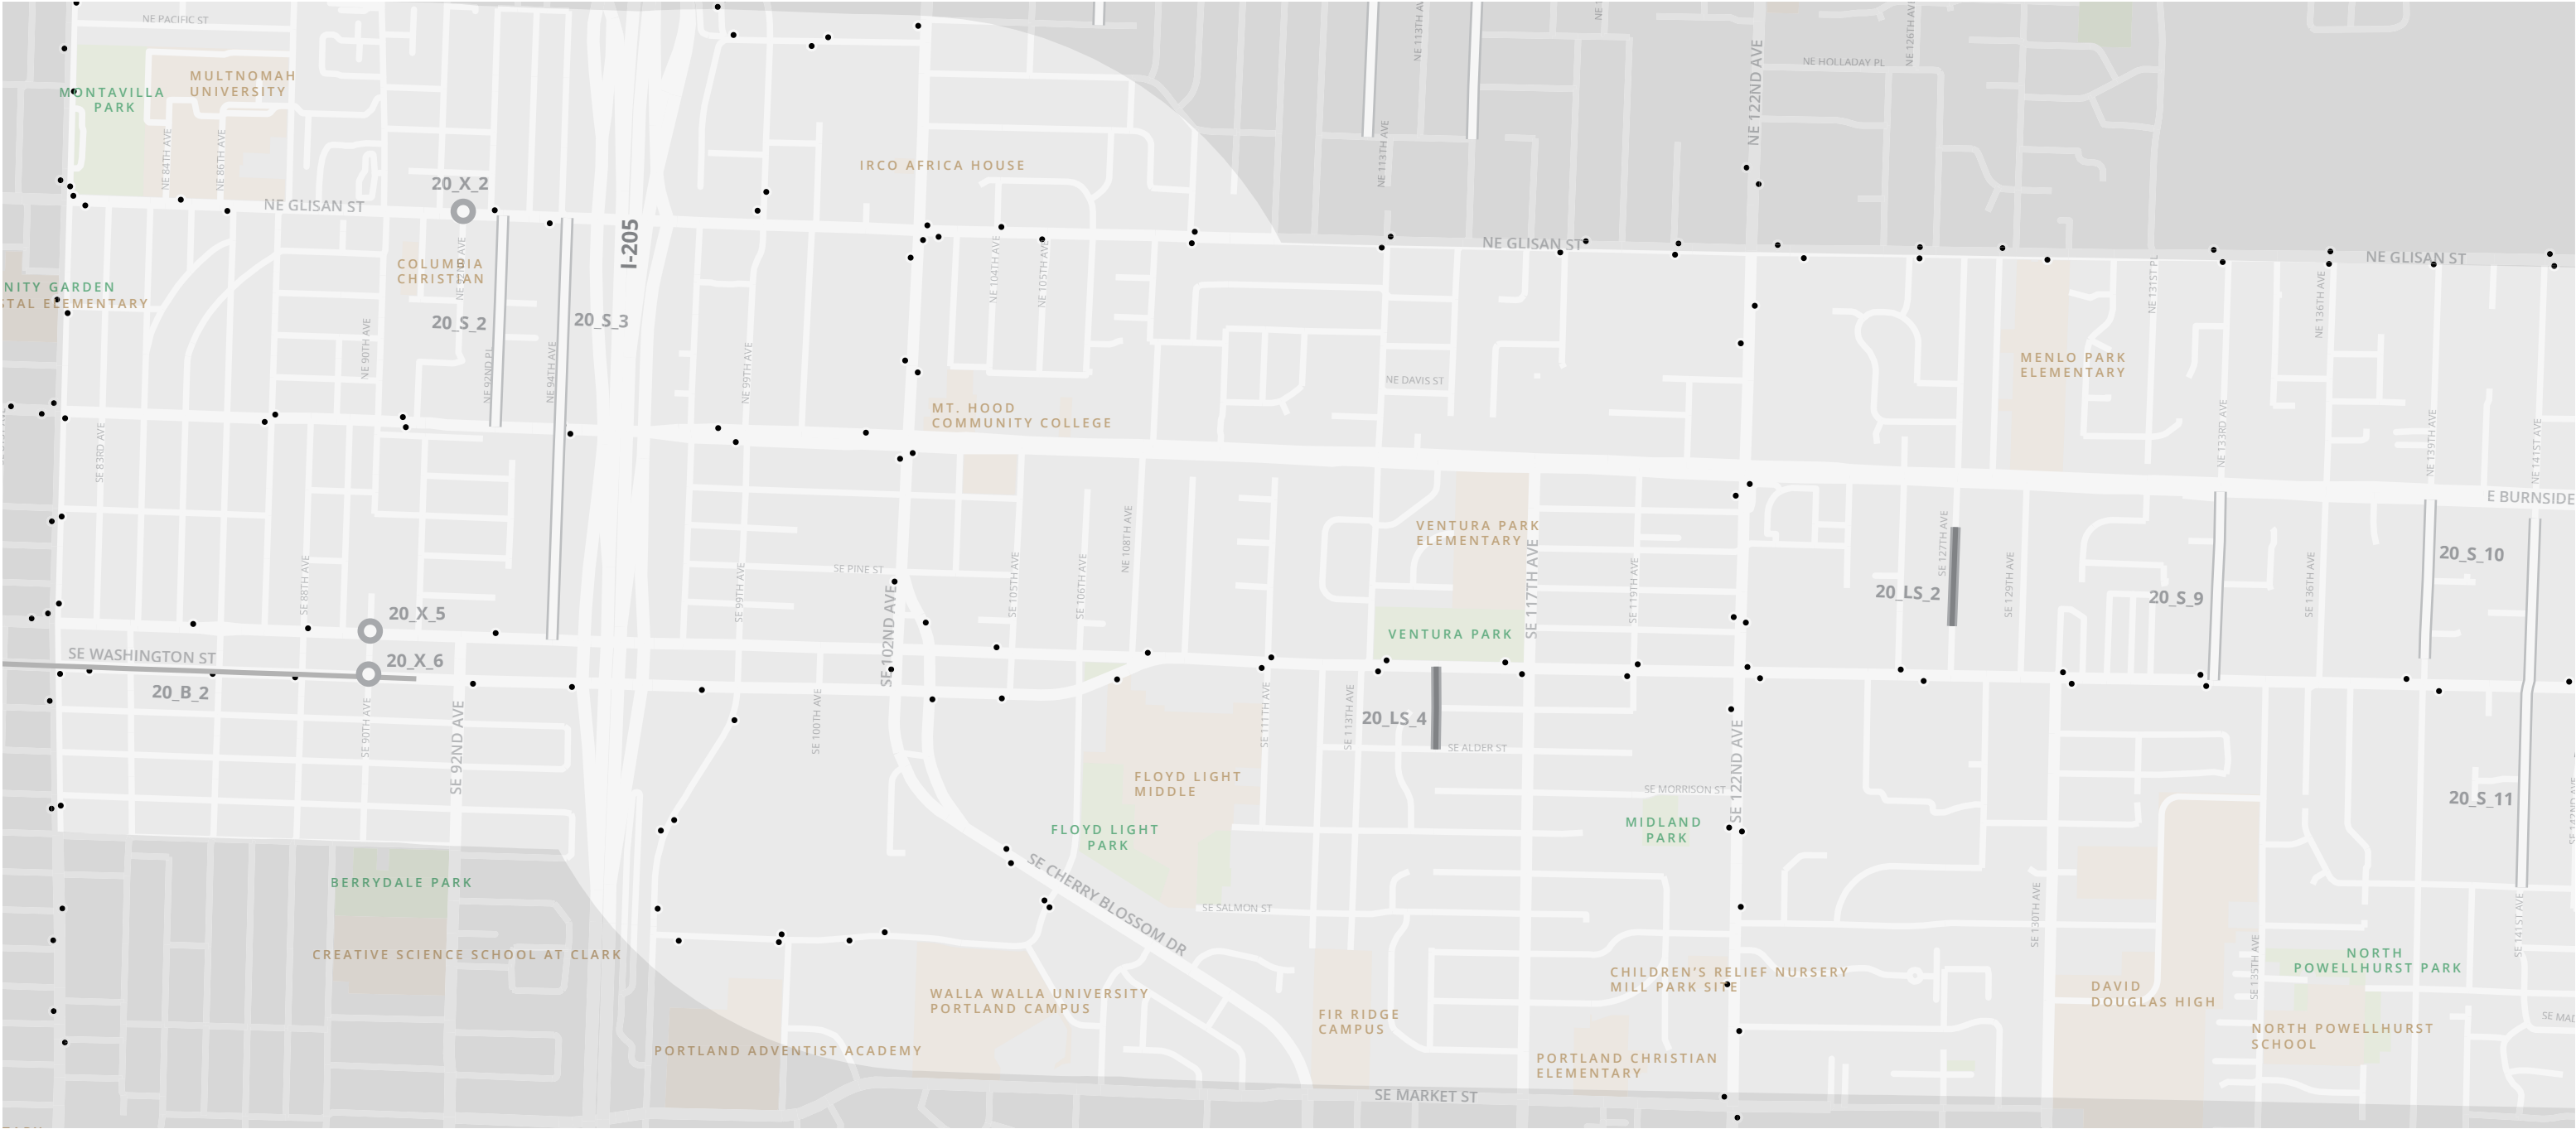 NE PACIFIC ST
MULTNOMAH
UNIVERSITY
MONTAVILLA
PARK
NE 84TH AVE
NE 86TH AVE
20_X_2
NE GLISAN ST
I-205
IRCO AFRICA HOUSE
NE 113TH AVE
NE 113TH AVE
NE 122ND AVE
NE HOLLADAY PL
NE 126TH AVE
NE GLISAN ST
NE GLISAN ST
COLUMBIA
CHRISTIAN
NITY GARDEN
STAL ELEMENTARY
20_S_2
20_S_3
NE 90TH AVE
NE 92ND PL
NE 94TH AVE
NE 99TH AVE
NE 104TH AVE
NE 105TH AVE
NE 131ST PL
NE 136TH AVE
MENLO PARK
ELEMENTARY
NE DAVIS ST
MT. HOOD
COMMUNITY COLLEGE
SE 83RD AVE
NE 133RD AVE
NE 139TH AVE
NE 141ST AVE
E BURNSIDE
VENTURA PARK
ELEMENTARY
NE 108TH AVE
SE 127TH AVE
20_S_10
SE PINE ST
SE 88TH AVE
SE 99TH AVE
SE 102ND AVE
SE 105TH AVE
SE 106TH AVE
SE 117TH AVE
SE 119TH AVE
20_LS_2
SE 129TH AVE
20_S_9
SE 136TH AVE
20_X_5
VENTURA PARK
SE WASHINGTON ST
20_X_6
20_B_2
SE 90TH AVE
SE 92ND AVE
SE 100TH AVE
SE 111TH AVE
SE 113TH AVE
20_LS_4
SE ALDER ST
SE 122ND AVE
FLOYD LIGHT
MIDDLE
SE MORRISON ST
20_S_11
SE 142ND AVE
MIDLAND
PARK
FLOYD LIGHT
PARK
SE CHERRY BLOSSOM DR
BERRYDALE PARK
SE SALMON ST
SE 130TH AVE
SE 135TH AVE
SE 141ST AVE
CREATIVE SCIENCE SCHOOL AT CLARK
NORTH
POWELLHURST PARK
CHILDREN'S RELIEF NURSERY
MILL PARK SITE
WALLA WALLA UNIVERSITY
PORTLAND CAMPUS
DAVID
DOUGLAS HIGH
FIR RIDGE
CAMPUS
SE MAI
NORTH POWELLHURST
SCHOOL
PORTLAND ADVENTIST ACADEMY
PORTLAND CHRISTIAN
ELEMENTARY
SE MARKET ST